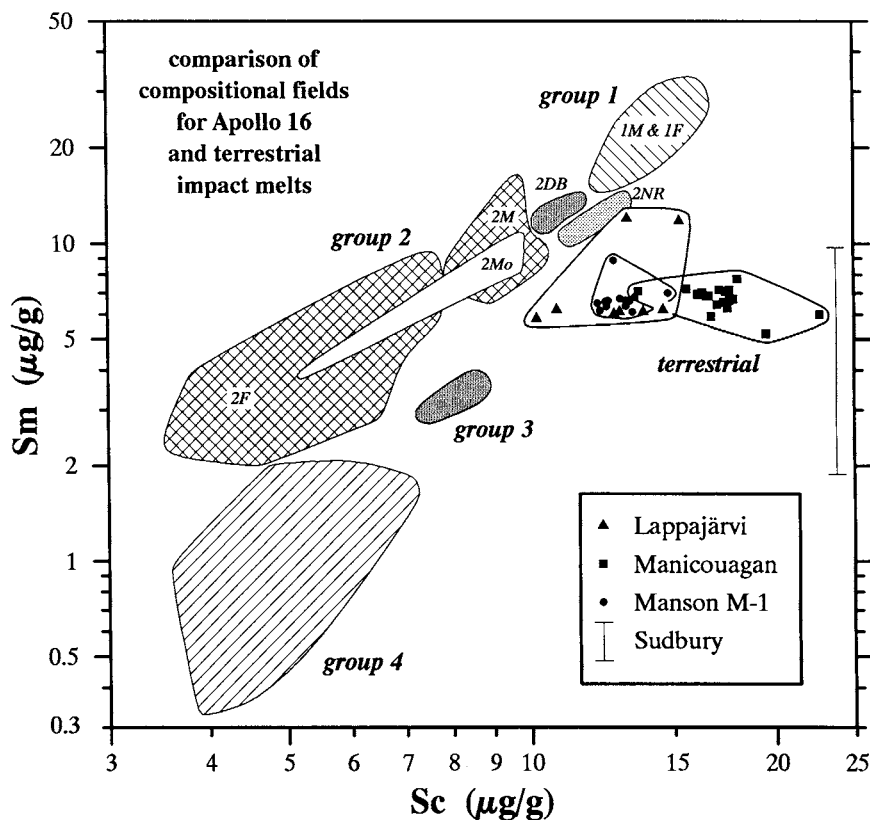 comparison of
compositional fields
for Apollo 16
and terrestrial
impact melts
group 1
1M & 1F
2DB
2NR
2M
group 2
2Mo
2F
terrestrial
group 3
group 4
Lappajärvi
Manicouagan
Manson M-1
Sudbury
50
20
10
5
2
1
0.5
0.3
Sm (µg/g)
3 4 5 6 7 8 9 10 15 20 25
Sc (µg/g)